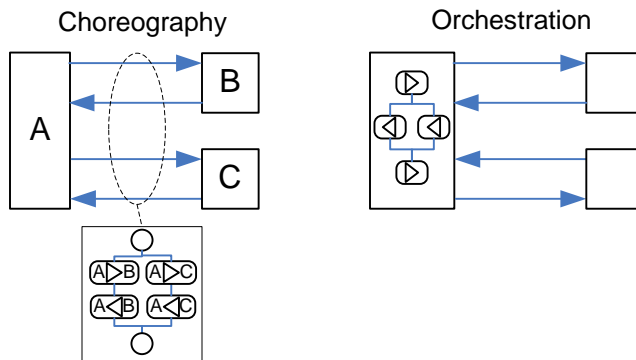 Choreography
Orchestration
A
B
C
A B
A C
A B
A C